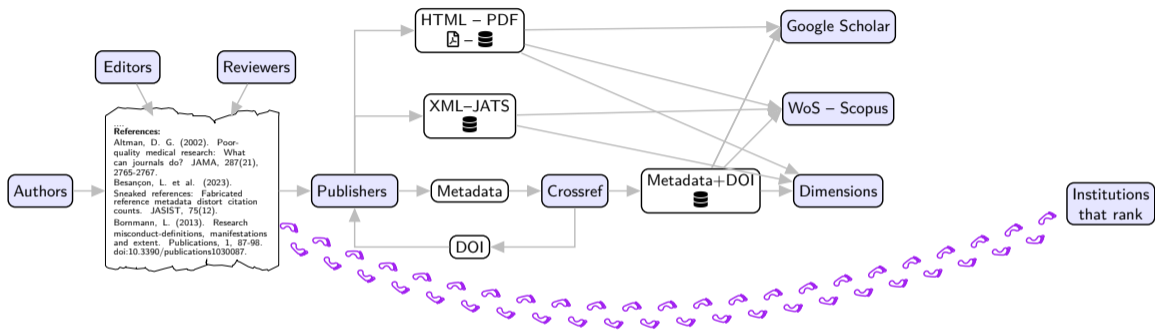 HTML – PDF
–
Google Scholar
Editors
Reviewers
XML–JATS
WoS – Scopus
....
References:
Altman, D. G. (2002). Poor-
quality medical research: What
can journals do? JAMA, 287(21),
2765-2767.
Besançon, L. et al. (2023).
Sneaked references: Fabricated
reference metadata distort citation
counts. JASIST, 75(12).
Bornmann, L. (2013). Research
misconduct-definitions, manifestations
and extent. Publications, 1, 87-98.
doi:10.3390/publications1030087.
Authors
Publishers
Metadata
Crossref
Metadata+DOI
Dimensions
Institutions
that rank
DOI